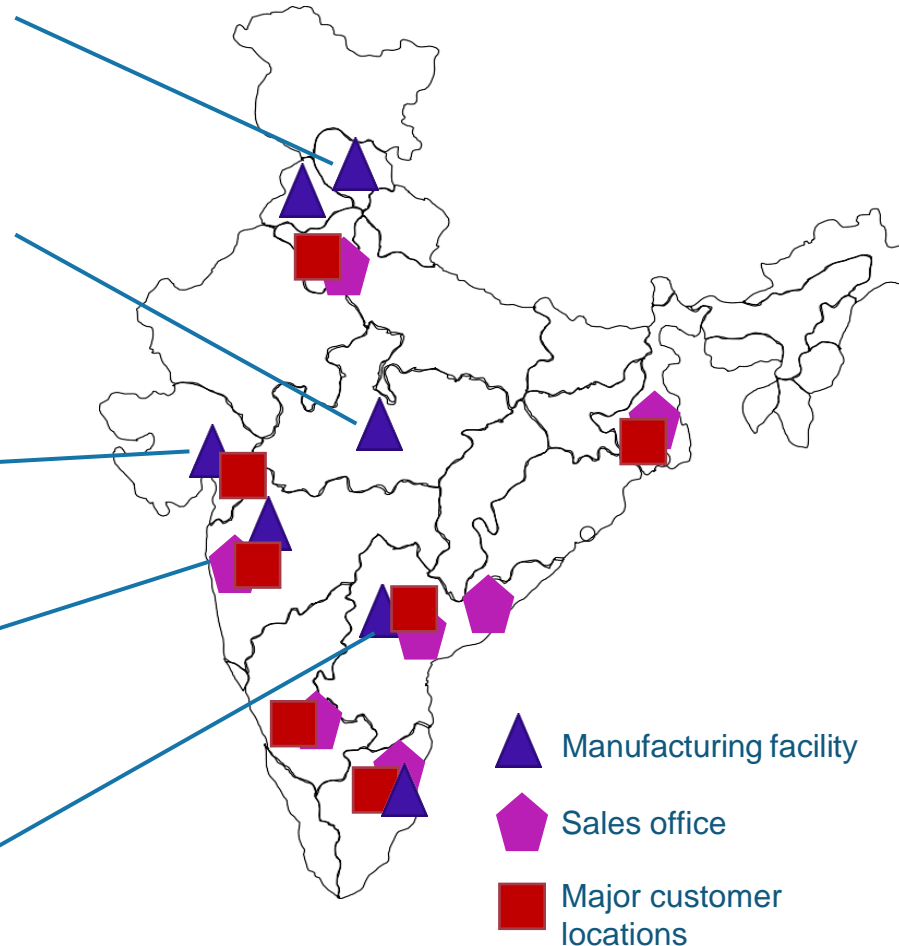 Manufacturing facility
Sales office
Major customer
locations